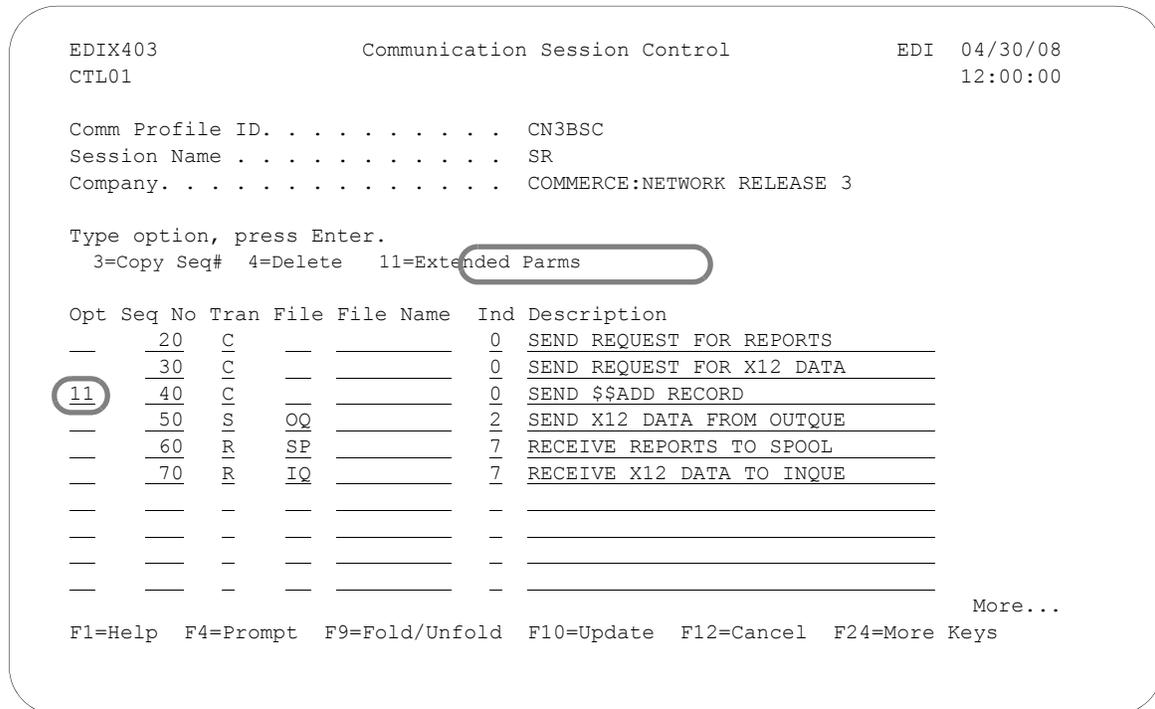 EDIX403 Communication Session Control EDI 04/30/08
CTL01 12:00:00
Comm Profile ID. . . . . . . . . . CN3BSC
Session Name . . . . . . . . . . . SR
Company. . . . . . . . . . . . . . COMMERCE:NETWORK RELEASE 3
Type option, press Enter.
3=Copy Seq# 4=Delete 11=Extended Parms
Opt Seq No Tran File File Name Ind Description
20 C 0 SEND REQUEST FOR REPORTS
30 C 0 SEND REQUEST FOR X12 DATA
11 40 C 0 SEND $$ADD RECORD
50 S OQ 2 SEND X12 DATA FROM OUTQUE
60 R SP 7 RECEIVE REPORTS TO SPOOL
70 R IQ 7 RECEIVE X12 DATA TO INQUE
More...
F1=Help F4=Prompt F9=Fold/Unfold F10=Update F12=Cancel F24=More Keys